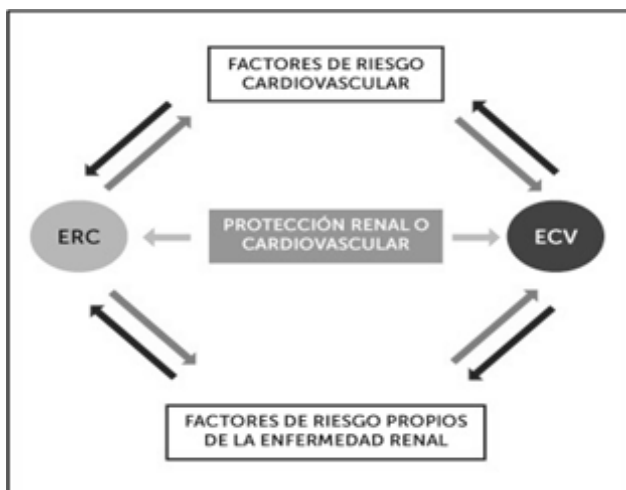 FACTORES DE RIESGO
CARDIOVASCULAR
ERC
PROTECCIÓN RENAL O
CARDIOVASCULAR
ECV
FACTORES DE RIESGO PROPIOS
DE LA ENFERMEDAD RENAL